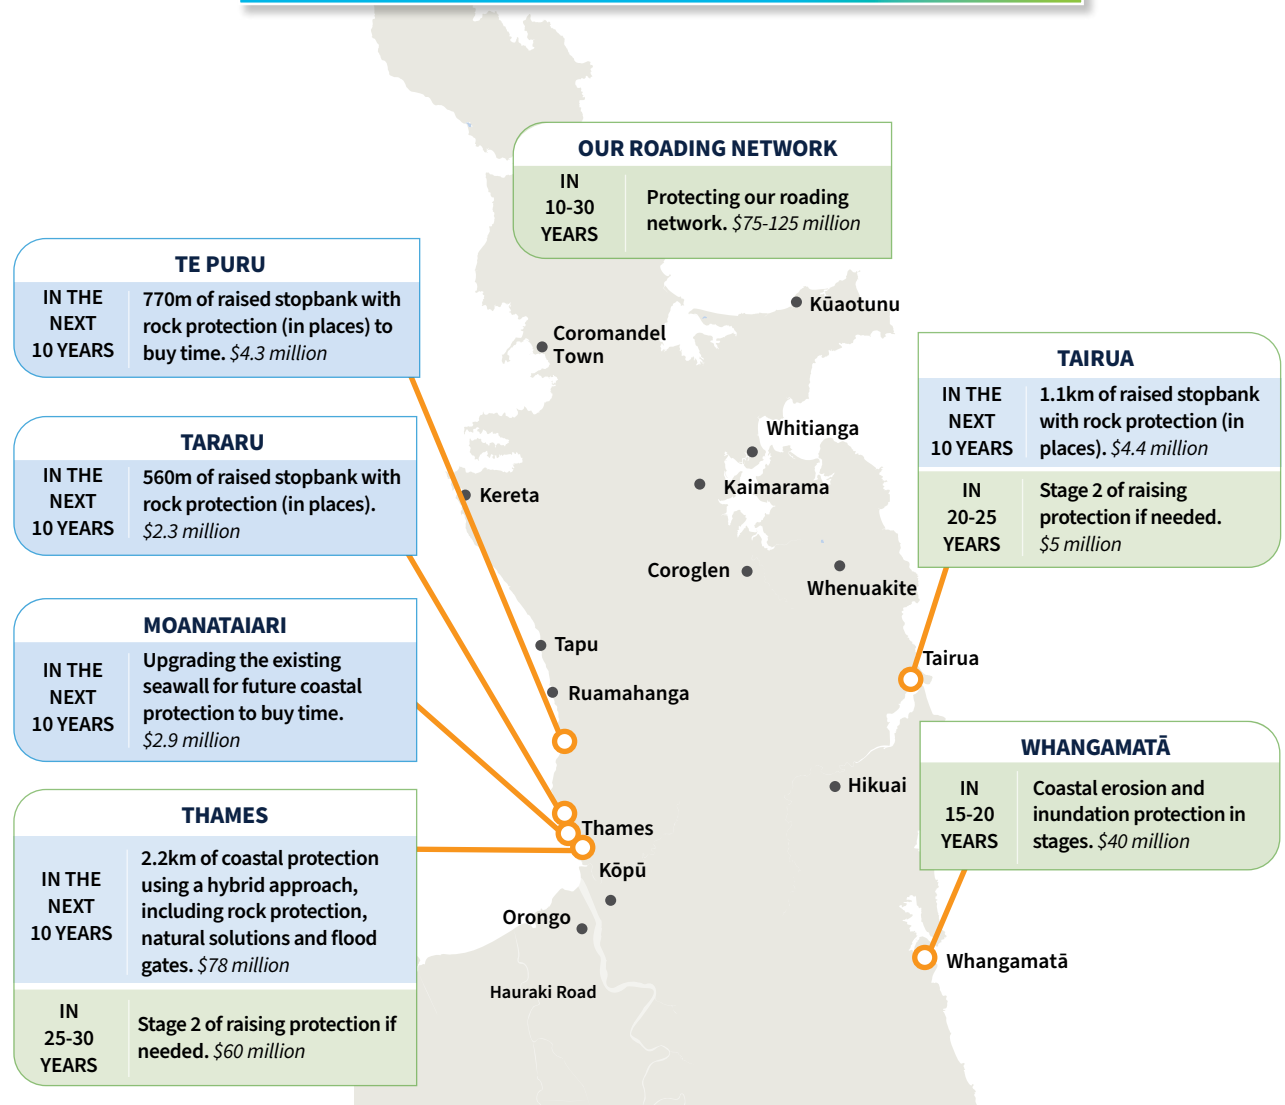 OUR ROADING NETWORK
IN
10-30
YEARS
Protecting our roading
network. $75-125 million
TE PURU
IN THE
NEXT
10 YEARS
770m of raised stopbank with
rock protection (in places) to
buy time. $4.3 million
TARARU
IN THE
NEXT
10 YEARS
560m of raised stopbank with
rock protection (in places).
$2.3 million
MOANATAIARI
IN THE
NEXT
10 YEARS
Upgrading the existing
seawall for future coastal
protection to buy time.
$2.9 million
THAMES
IN THE
NEXT
10 YEARS
2.2km of coastal protection
using a hybrid approach,
including rock protection,
natural solutions and flood
gates. $78 million
IN
25-30
YEARS
Stage 2 of raising protection if
needed. $60 million
Kūaotunu
Coromandel
Town
Whitianga
Kaimarama
Kereta
Coroglen
Whenuakite
Tapu
Ruamahanga
Tairua
Hikuai
Thames
Kōpū
Orongo
Whangamatā
Hauraki Road
TAIRUA
IN THE
NEXT
10 YEARS
1.1km of raised stopbank
with rock protection (in
places). $4.4 million
IN
20-25
YEARS
Stage 2 of raising
protection if needed.
$5 million
WHANGAMATĀ
IN
15-20
YEARS
Coastal erosion and
inundation protection in
stages. $40 million